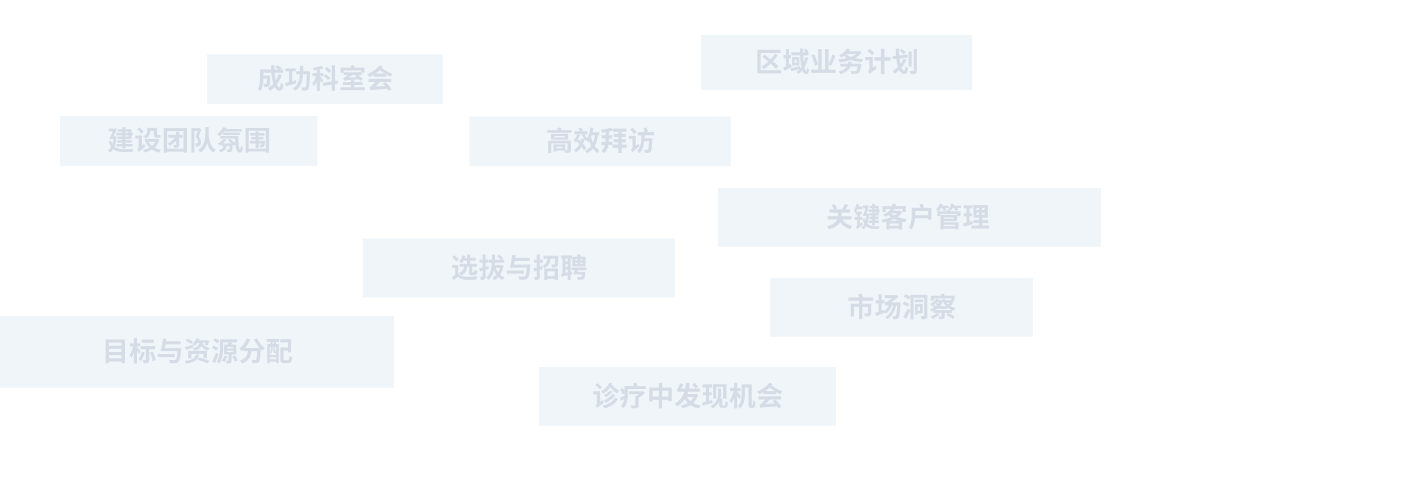 区域业务计划
成功科室会
建设团队氛围
高效拜访
关键客户管理
选拔与招聘
市场洞察
目标与资源分配
诊疗中发现机会